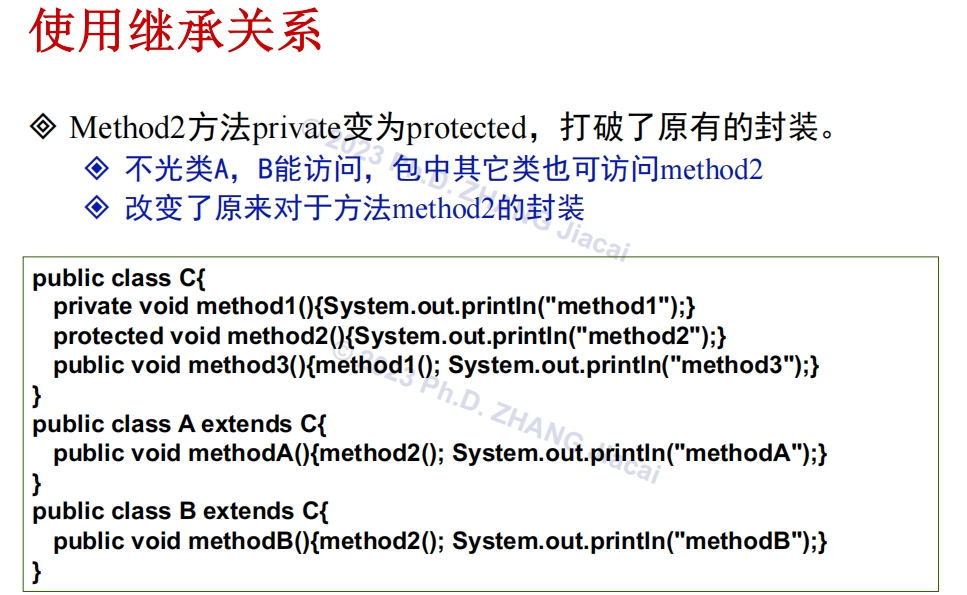 使用继承关系
Method2方法private变为protected，打破了原有的封装。
不光类A，B能访问，包中其它类也可访问method2
改变了原来对于方法method2的封装
public class C{
private void method1(){System.out.println("method1");}
protected void method2(){System.out.println("method2");}
public void method3(){method1(); System.out.println("method3");}
}
public class A extends C{
public void methodA(){method2(); System.out.println("methodA");}
}
public class B extends C{
public void methodB(){method2(); System.out.println("methodB");}
}
© 2023 Ph.D. ZHANG Jiacai
© 2023 Ph.D. ZHANG Jiacai